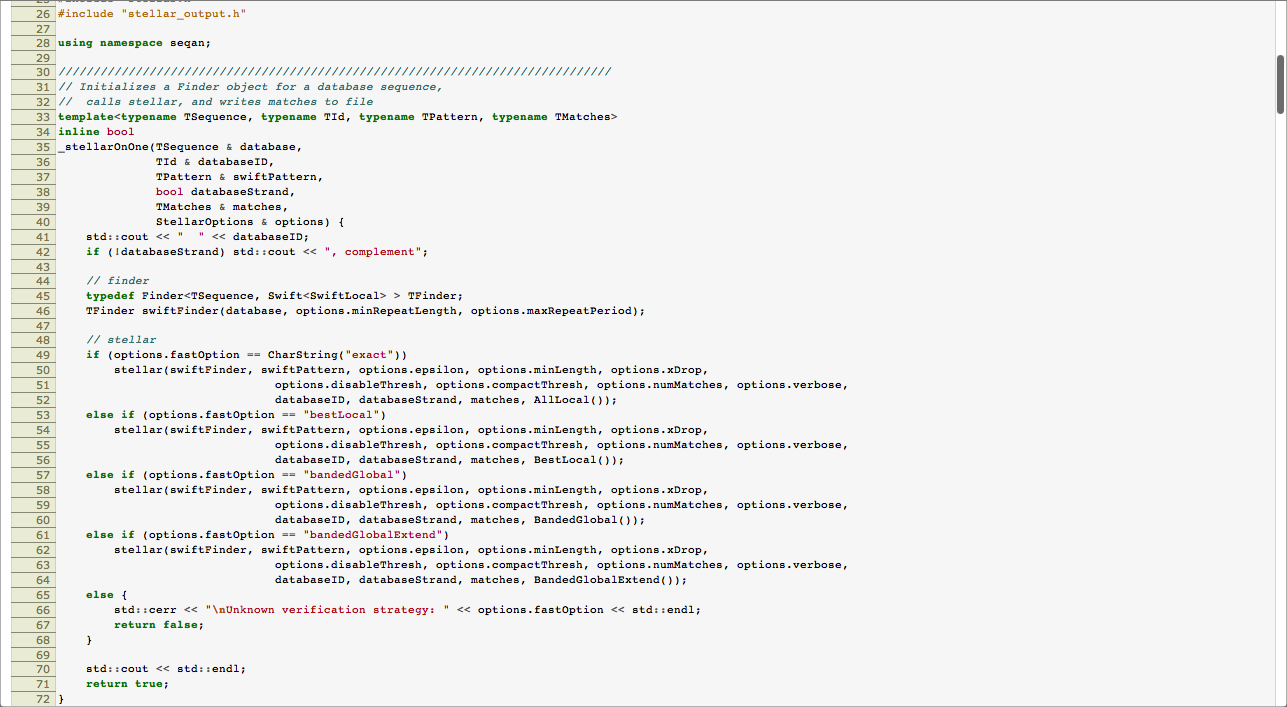 26 #include "stellar_output.h"
27
28 using namespace seqan;
29
30 ///////////////////////////////////////////////////////////////////////////////
31 // Initializes a Finder object for a database sequence,
32 //  calls stellar, and writes matches to file
33 template<typename TSequence, typename TId, typename TPattern, typename TMatches>
34 inline bool
35 _stellarOnOne(TSequence & database,
36               TId & databaseID,
37               TPattern & swiftPattern,
38               bool databaseStrand,
39               TMatches & matches,
40               StellarOptions & options) {
41     std::cout << "  " << databaseID;
42     if (!databaseStrand) std::cout << ", complement";
43
44     // finder
45     typedef Finder<TSequence, Swift<SwiftLocal> > TFinder;
46     TFinder swiftFinder(database, options.minRepeatLength, options.maxRepeatPeriod);
47
48     // stellar
49     if (options.fastOption == CharString("exact"))
50         stellar(swiftFinder, swiftPattern, options.epsilon, options.minLength, options.xDrop,
51                                options.disableThresh, options.compactThresh, options.numMatches, options.verbose,
52                                databaseID, databaseStrand, matches, AllLocal());
53     else if (options.fastOption == "bestLocal")
54         stellar(swiftFinder, swiftPattern, options.epsilon, options.minLength, options.xDrop,
55                                options.disableThresh, options.compactThresh, options.numMatches, options.verbose,
56                                databaseID, databaseStrand, matches, BestLocal());
57     else if (options.fastOption == "bandedGlobal")
58         stellar(swiftFinder, swiftPattern, options.epsilon, options.minLength, options.xDrop,
59                                options.disableThresh, options.compactThresh, options.numMatches, options.verbose,
60                                databaseID, databaseStrand, matches, BandedGlobal());
61     else if (options.fastOption == "bandedGlobalExtend")
62         stellar(swiftFinder, swiftPattern, options.epsilon, options.minLength, options.xDrop,
63                                options.disableThresh, options.compactThresh, options.numMatches, options.verbose,
64                                databaseID, databaseStrand, matches, BandedGlobalExtend());
65     else {
66         std::cerr << "\nUnknown verification strategy: " << options.fastOption << std::endl;
67         return false;
68     }
69
70     std::cout << std::endl;
71     return true;
72 }